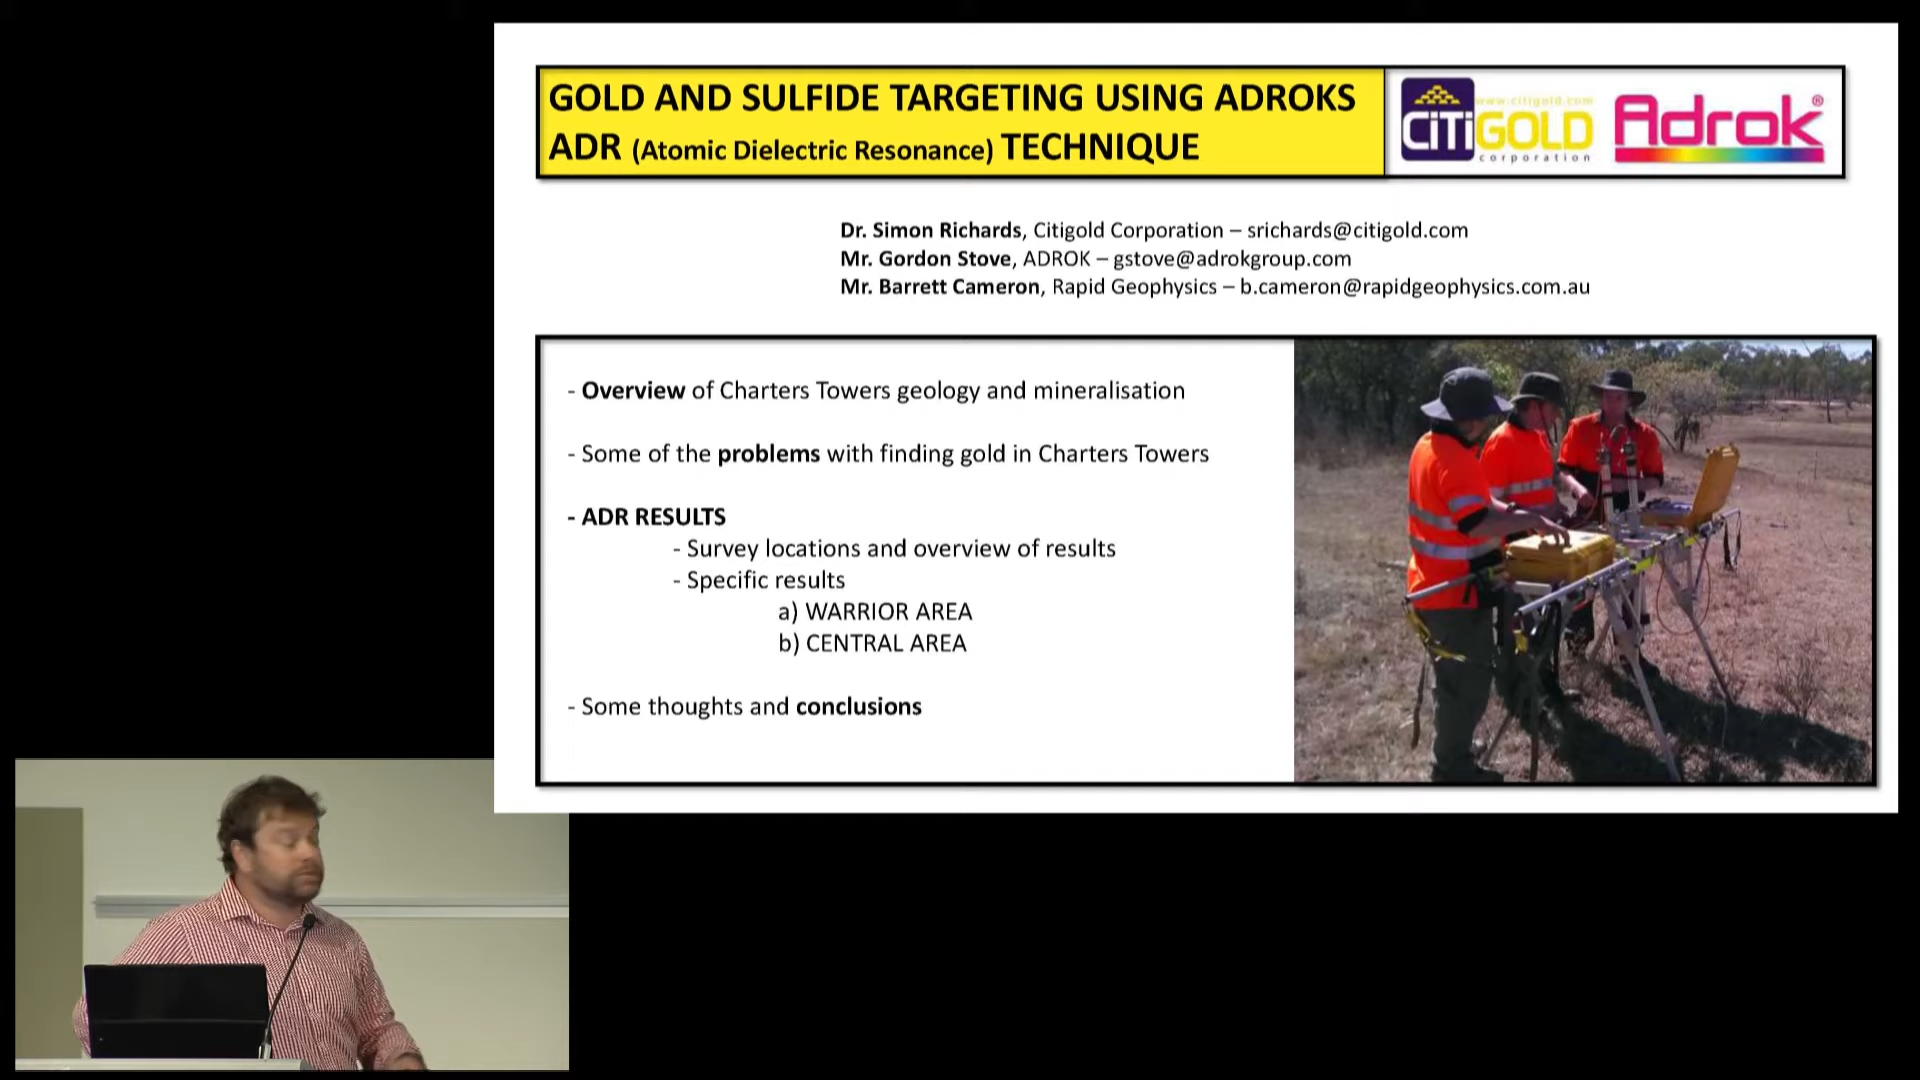 GOLD AND SULFIDE TARGETING USING ADROKS
ADR (Atomic Dielectric Resonance) TECHNIQUE
www.citigold.com
CiTiGOLD
corporation
Adrok®
Dr. Simon Richards, Citigold Corporation – srichards@citigold.com
Mr. Gordon Stove, ADROK – gstove@adrokgroup.com
Mr. Barrett Cameron, Rapid Geophysics – b.cameron@rapidgeophysics.com.au
- Overview of Charters Towers geology and mineralisation
- Some of the problems with finding gold in Charters Towers
- ADR RESULTS
- Survey locations and overview of results
- Specific results
a) WARRIOR AREA
b) CENTRAL AREA
- Some thoughts and conclusions